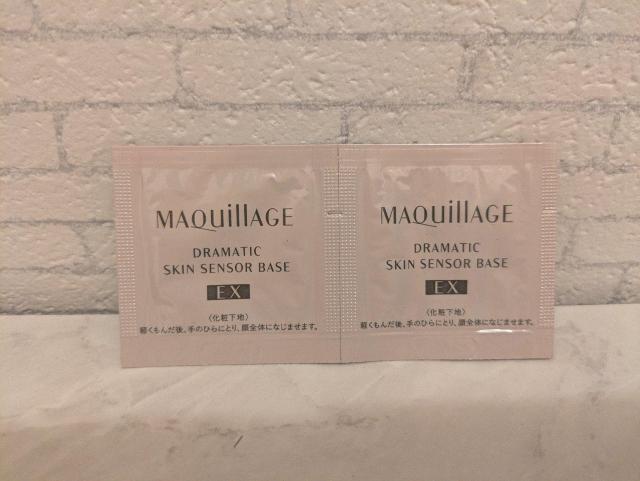 MAQuillAGE
DRAMATIC
SKIN SENSOR BASE
EX
〈化粧下地〉
軽くもんだ後、手のひらにとり、顔全体になじませます。
MAQuillAGE
DRAMATIC
SKIN SENSOR BASE
EX
〈化粧下地〉
軽くもんだ後、手のひらにとり、顔全体になじませます。